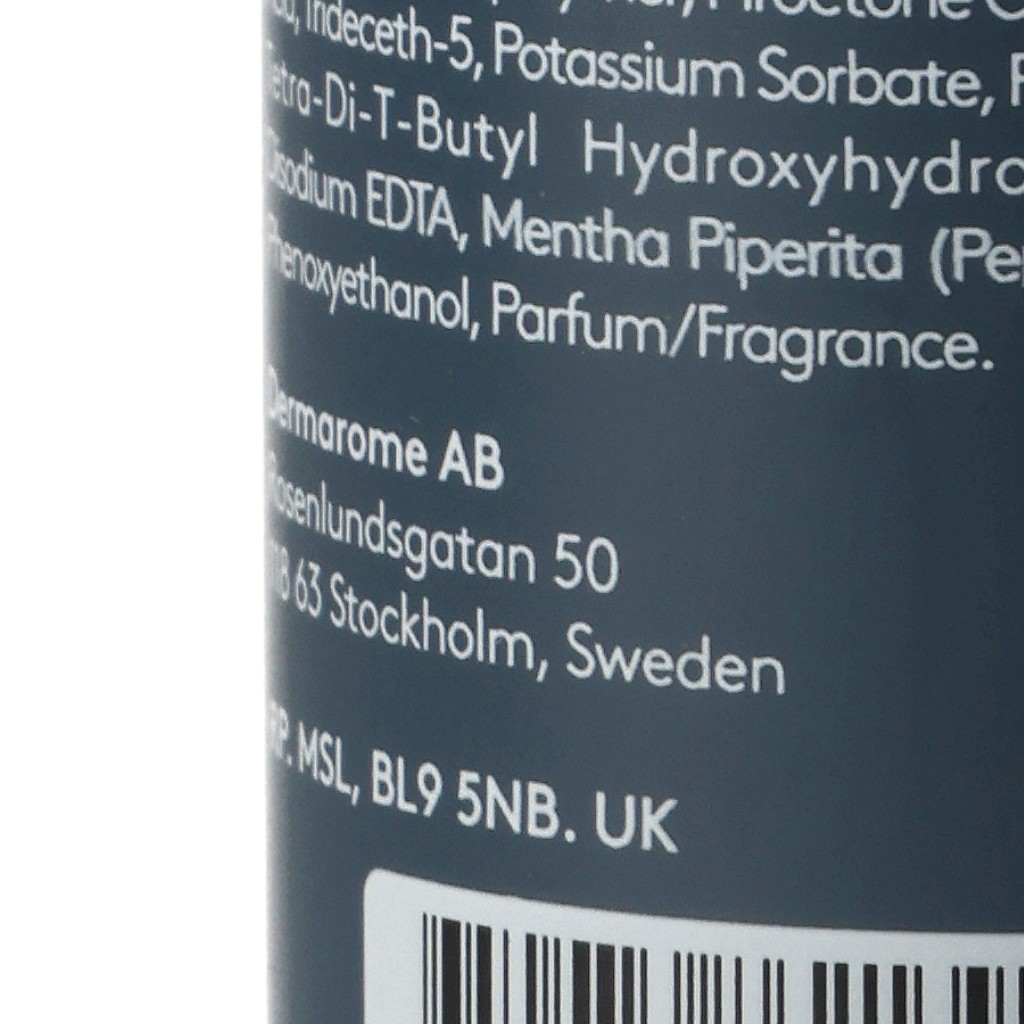 Trideceth-5, Potassium Sorbate,
Tetra-Di-T-Butyl Hydroxyhydro
Disodium EDTA, Mentha Piperita (Pe
Phenoxyethanol, Parfum/Fragrance.
Dermarome AB
Rosenlundsgatan 50
118 63 Stockholm, Sweden
RP. MSL, BL9 5NB. UK